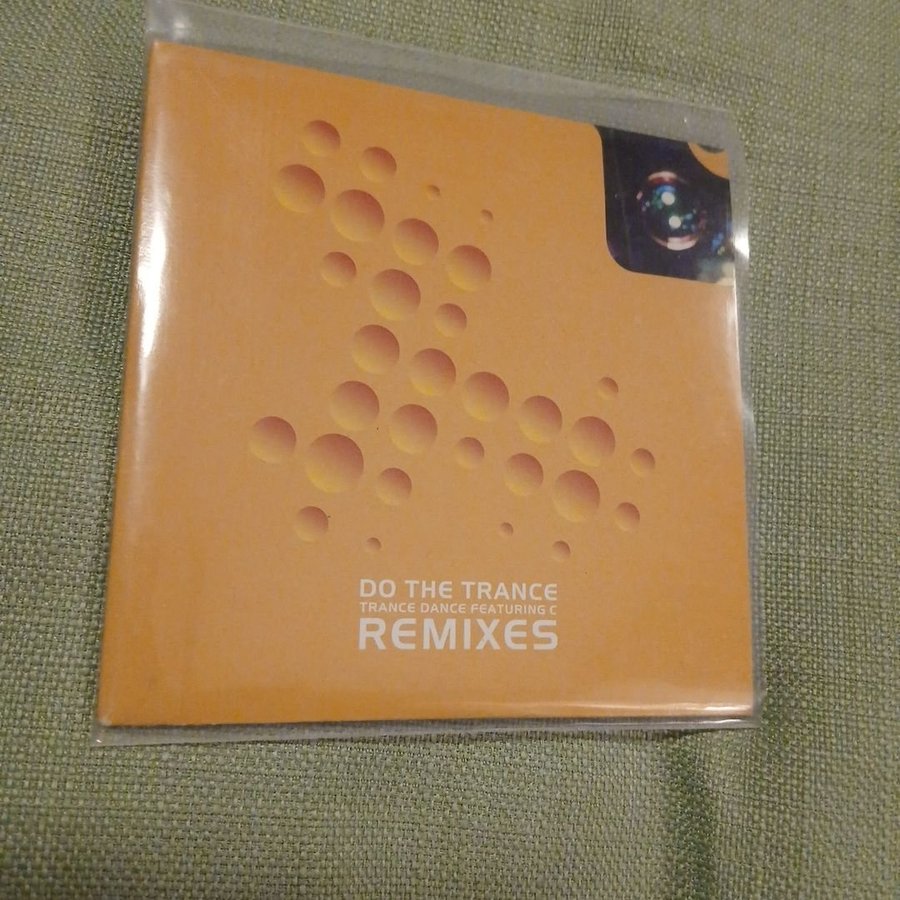 DO THE TRANCE
TRANCE DANCE FEATURING C
REMIXES